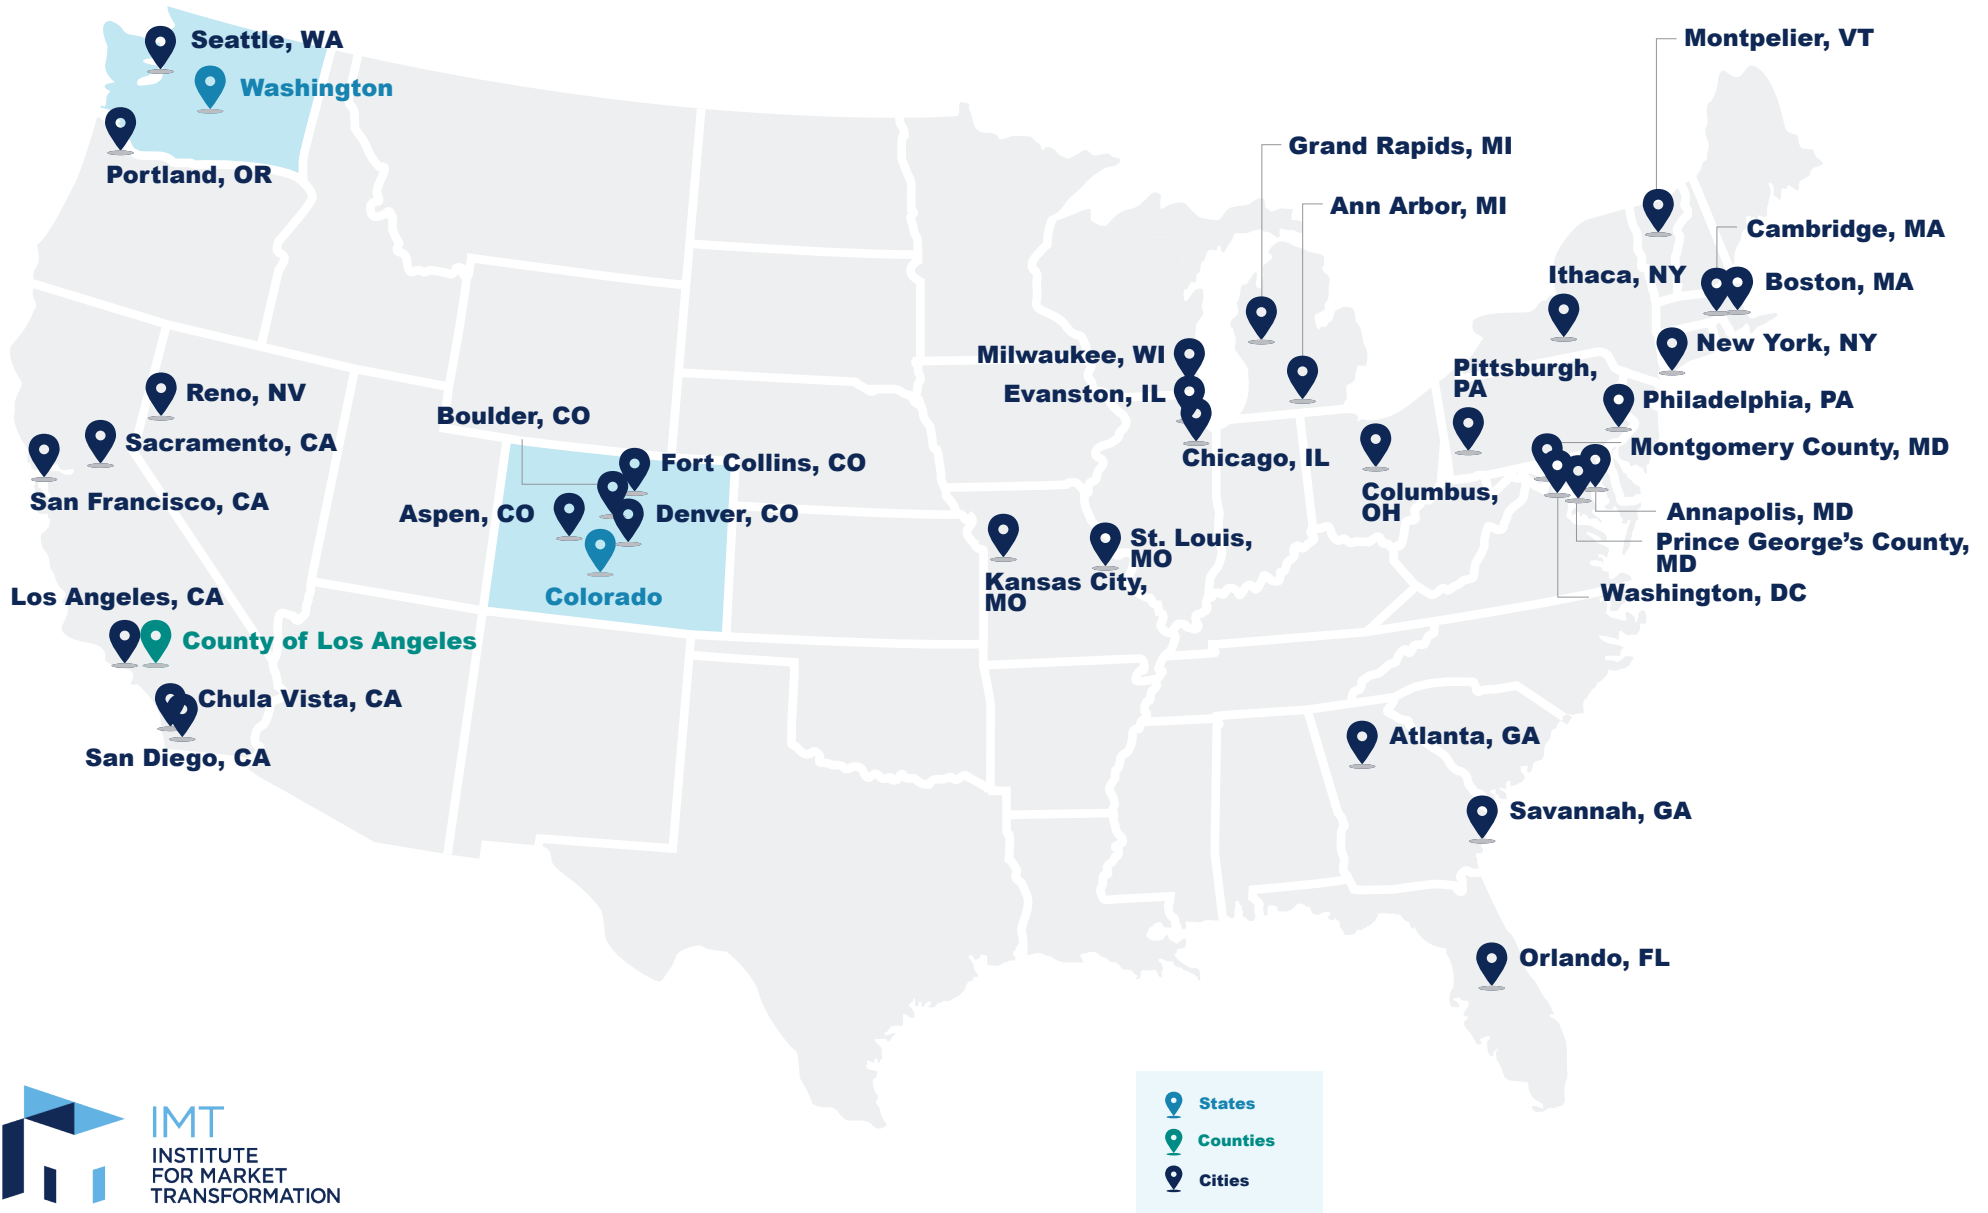 Seattle, WA
Washington
Portland, OR
Montpelier, VT
Grand Rapids, MI
Ann Arbor, MI
Cambridge, MA
Ithaca, NY
Boston, MA
New York, NY
Milwaukee, WI
Evanston, IL
Chicago, IL
Pittsburgh,
PA
Philadelphia, PA
Reno, NV
Sacramento, CA
San Francisco, CA
Boulder, CO
Fort Collins, CO
Aspen, CO
Denver, CO
Colorado
Montgomery County, MD
Columbus,
OH
Annapolis, MD
Prince George’s County,
MD
Washington, DC
St. Louis,
MO
Kansas City,
MO
Los Angeles, CA
County of Los Angeles
Chula Vista, CA
San Diego, CA
Atlanta, GA
Savannah, GA
Orlando, FL
States
Counties
Cities
IMT
INSTITUTE
FOR MARKET
TRANSFORMATION